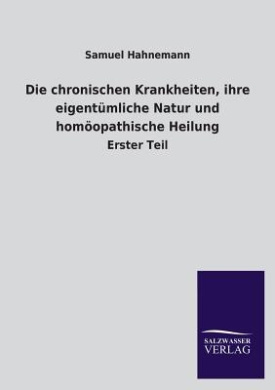 Samuel Hahnemann
Die chronischen Krankheiten, ihre
eigentümliche Natur und
homöopathische Heilung
Erster Teil
SALZWASSER
VERLAG